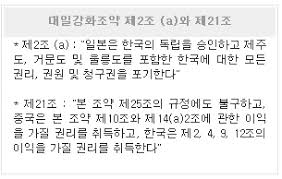 대일강화조약 제2조 (a)와 제21조
* 제2조 (a) : "일본은 한국의 독립을 승인하고 제주
도, 거문도 및 울릉도를 포함한 한국에 대한 모든
권리, 권원 및 청구권을 포기한다"
* 제21조 : "본 조약 제25조의 규정에도 불구하고,
중국은 본 조약 제10조와 제14(a)2조에 관한 이익
을 가질 권리를 취득하고, 한국은 제2, 4, 9, 12조의
이익을 가질 권리를 취득한다"